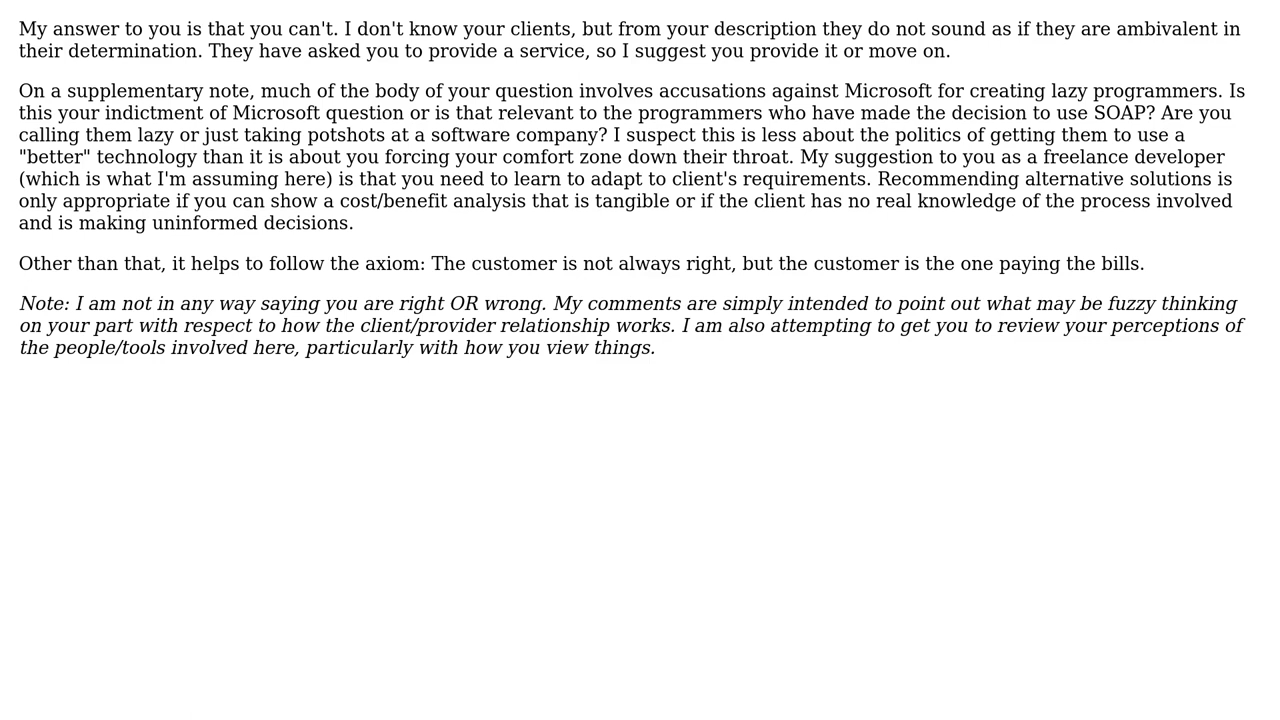 My answer to you is that you can't. I don't know your clients, but from your description they do not sound as if they are ambivalent in
their determination. They have asked you to provide a service, so I suggest you provide it or move on.
On a supplementary note, much of the body of your question involves accusations against Microsoft for creating lazy programmers. Is
this your indictment of Microsoft question or is that relevant to the programmers who have made the decision to use SOAP? Are you
calling them lazy or just taking potshots at a software company? I suspect this is less about the politics of getting them to use a
"better" technology than it is about you forcing your comfort zone down their throat. My suggestion to you as a freelance developer
(which is what I'm assuming here) is that you need to learn to adapt to client's requirements. Recommending alternative solutions is
only appropriate if you can show a cost/benefit analysis that is tangible or if the client has no real knowledge of the process involved
and is making uninformed decisions.
Other than that, it helps to follow the axiom: The customer is not always right, but the customer is the one paying the bills.
Note: I am not in any way saying you are right OR wrong. My comments are simply intended to point out what may be fuzzy thinking
on your part with respect to how the client/provider relationship works. I am also attempting to get you to review your perceptions of
the people/tools involved here, particularly with how you view things.